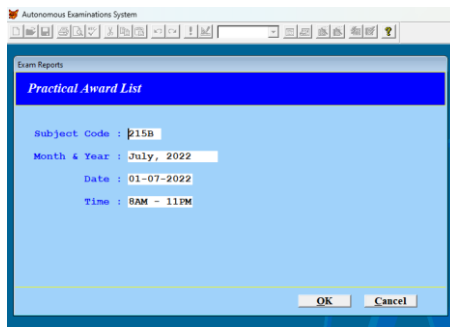 Autonomous Examinations System
Exam Reports
Practical Award List
Subject Code : 215B
Month & Year : July, 2022
Date : 01-07-2022
Time : 8AM - 11PM
OK Cancel